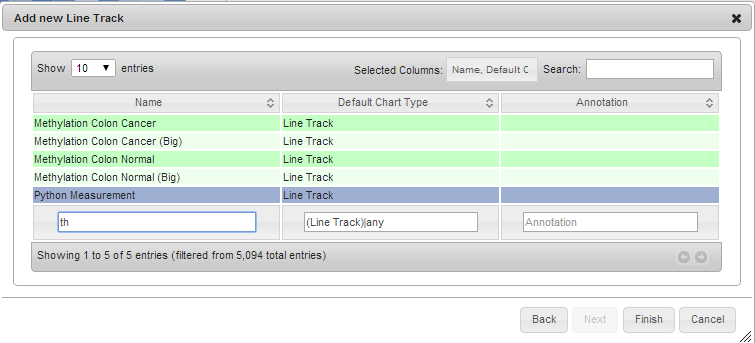 Add new Line Track
Show 10 entries Selected Columns: Name, Default C Search:
Name Default Chart Type Annotation
Methylation Colon Cancer Line Track
Methylation Colon Cancer (Big) Line Track
Methylation Colon Normal Line Track
Methylation Colon Normal (Big) Line Track
Python Measurement Line Track
th (Line Track)|any Annotation
Showing 1 to 5 of 5 entries (filtered from 5,094 total entries)
Back Next Finish Cancel